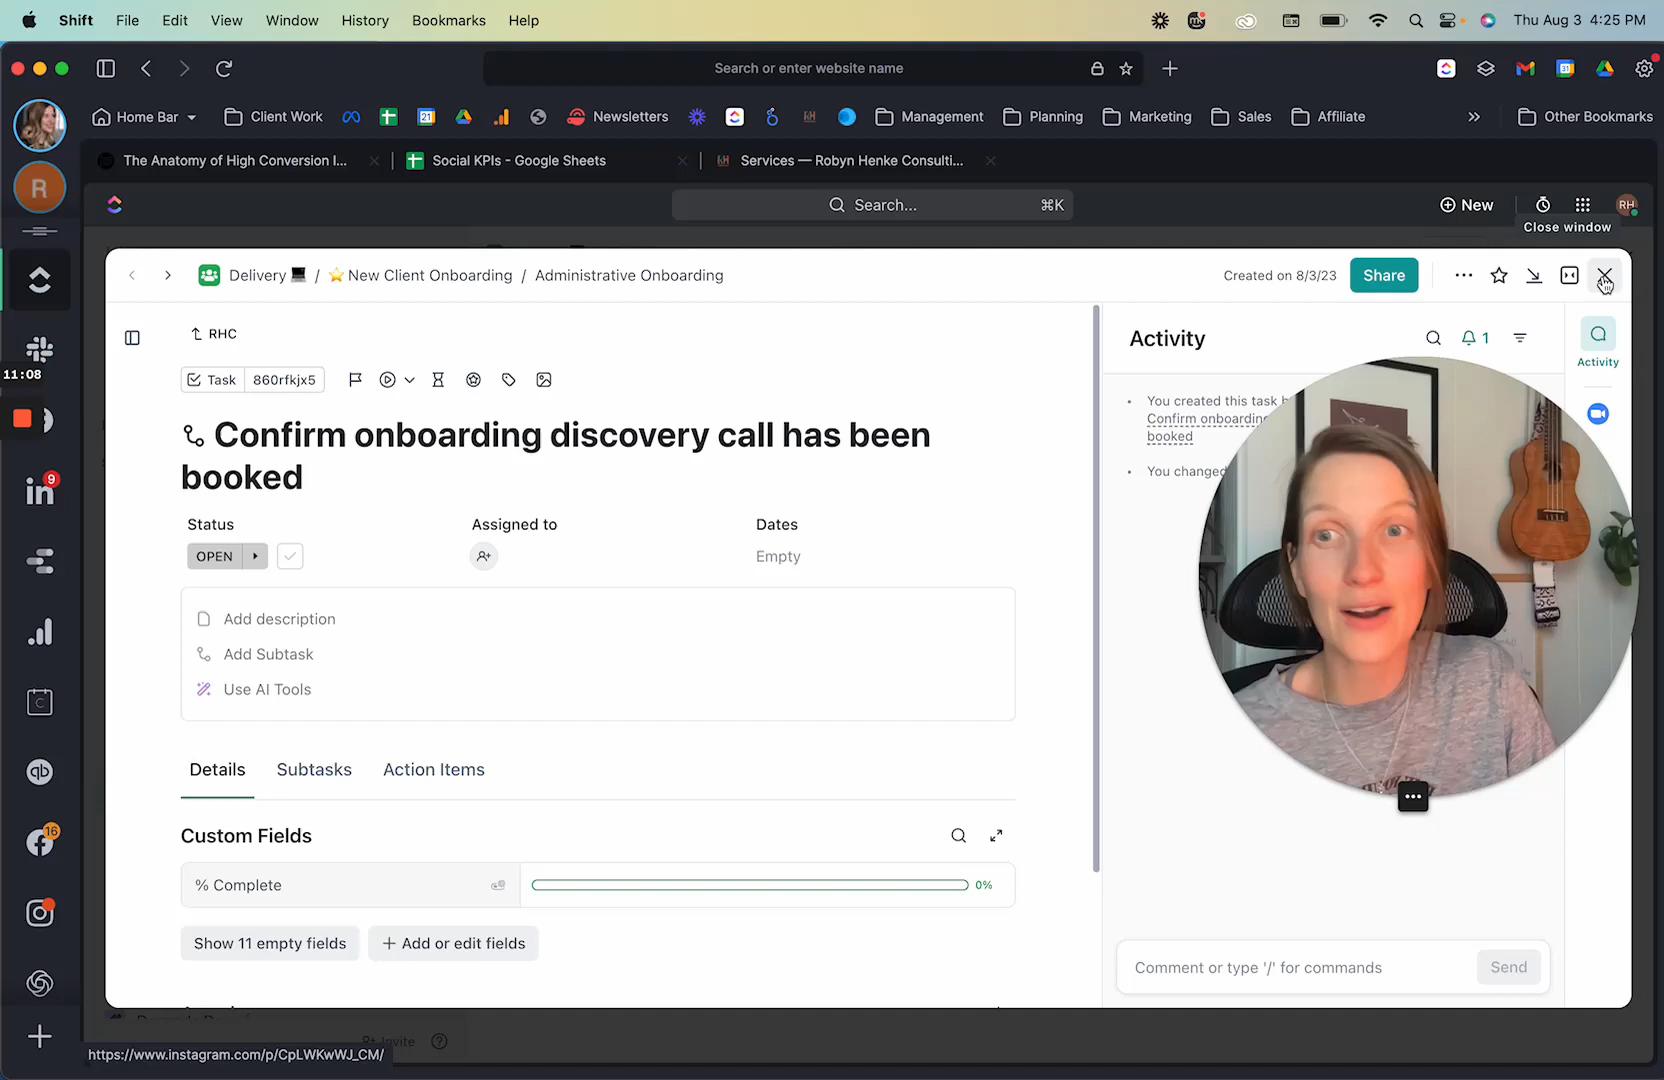 Shift File Edit View Window History Bookmarks Help Thu Aug 3 4:25 PM
Search or enter website name
Home Bar Client Work 21 Newsletters Management Planning Marketing Sales Affiliate » Other Bookmarks
The Anatomy of High Conversion I... Social KPIs - Google Sheets Services — Robyn Henke Consulti...
R
Search... ⌘K New RH
Close window
Delivery / New Client Onboarding / Administrative Onboarding Created on 8/3/23 Share
RHC
Activity 1
Activity
11:08
Task 860rfkjx5
You created this task b
Confirm onboarding
booked
You changed
Confirm onboarding discovery call has been
booked
in 9
Status Assigned to Dates
OPEN Empty
Add description
Add Subtask
Use AI Tools
C
Details Subtasks Action Items
qb
16
Custom Fields
% Complete 0%
Show 11 empty fields + Add or edit fields
Comment or type '/' for commands Send
Invite
https://www.instagram.com/p/CpLWKwWJ_CM/